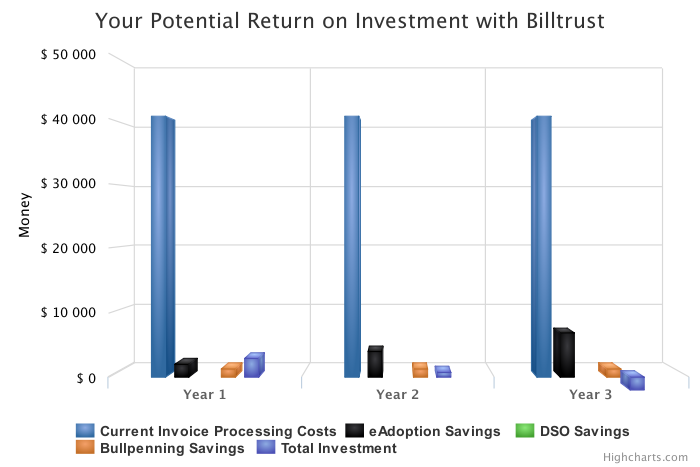 Your Potential Return on Investment with Billtrust
$ 50 000
$ 40 000
$ 30 000
$ 20 000
$ 10 000
$ 0
Money
Year 1 Year 2 Year 3
Current Invoice Processing Costs eAdoption Savings DSO Savings
Bullpenning Savings Total Investment
Highcharts.com